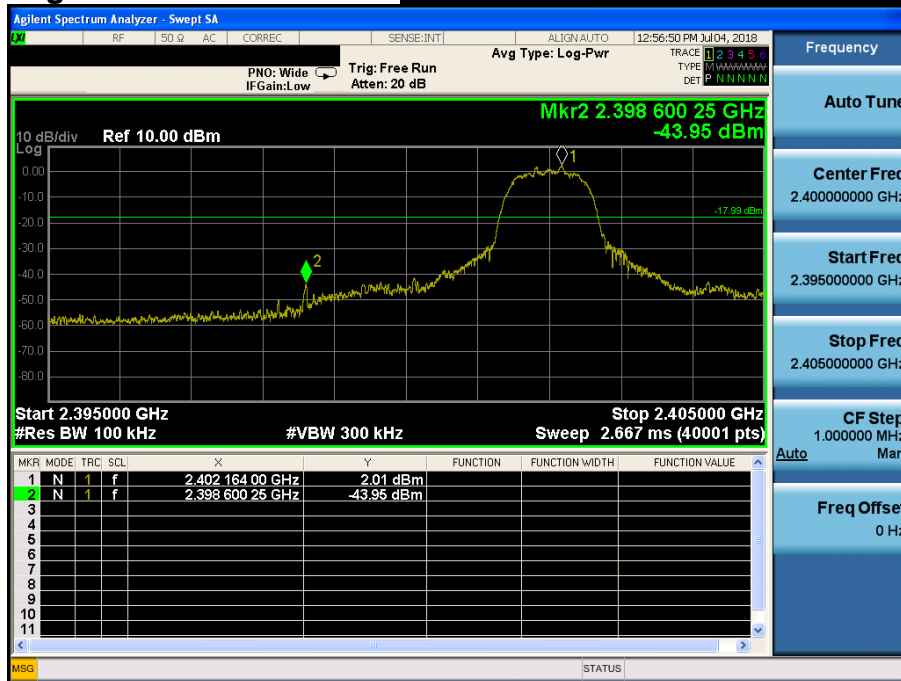 Agilent Spectrum Analyzer - Swept SA
LXI RF 50 Ω AC CORREC SENSE:INT ALIGN AUTO 12:56:50 PM Jul 04, 2018
Avg Type: Log-Pwr TRACE 1 2 3 4 5 6
PNO: Wide Trig: Free Run TYPE M WWWWW
IFGain:Low Atten: 20 dB DET P N N N N N
Mkr2 2.398 600 25 GHz
-43.95 dBm
10 dB/div Ref 10.00 dBm
Log
1
0.00
-10.0
-17.99 dBm
-20.0
-30.0
2
-40.0
-50.0
-60.0
-70.0
-80.0
Start 2.395000 GHz Stop 2.405000 GHz
#Res BW 100 kHz #VBW 300 kHz Sweep 2.667 ms (40001 pts)
MKR MODE TRC SCL X Y FUNCTION FUNCTION WIDTH FUNCTION VALUE
1 N 1 f 2.402 164 00 GHz 2.01 dBm
2 N 1 f 2.398 600 25 GHz -43.95 dBm
3
4
5
6
7
8
9
10
11
MSG STATUS
Frequency
Auto Tune
Center Freq
2.400000000 GHz
Start Freq
2.395000000 GHz
Stop Freq
2.405000000 GHz
CF Step
1.000000 MHz
Auto Man
Freq Offset
0 Hz